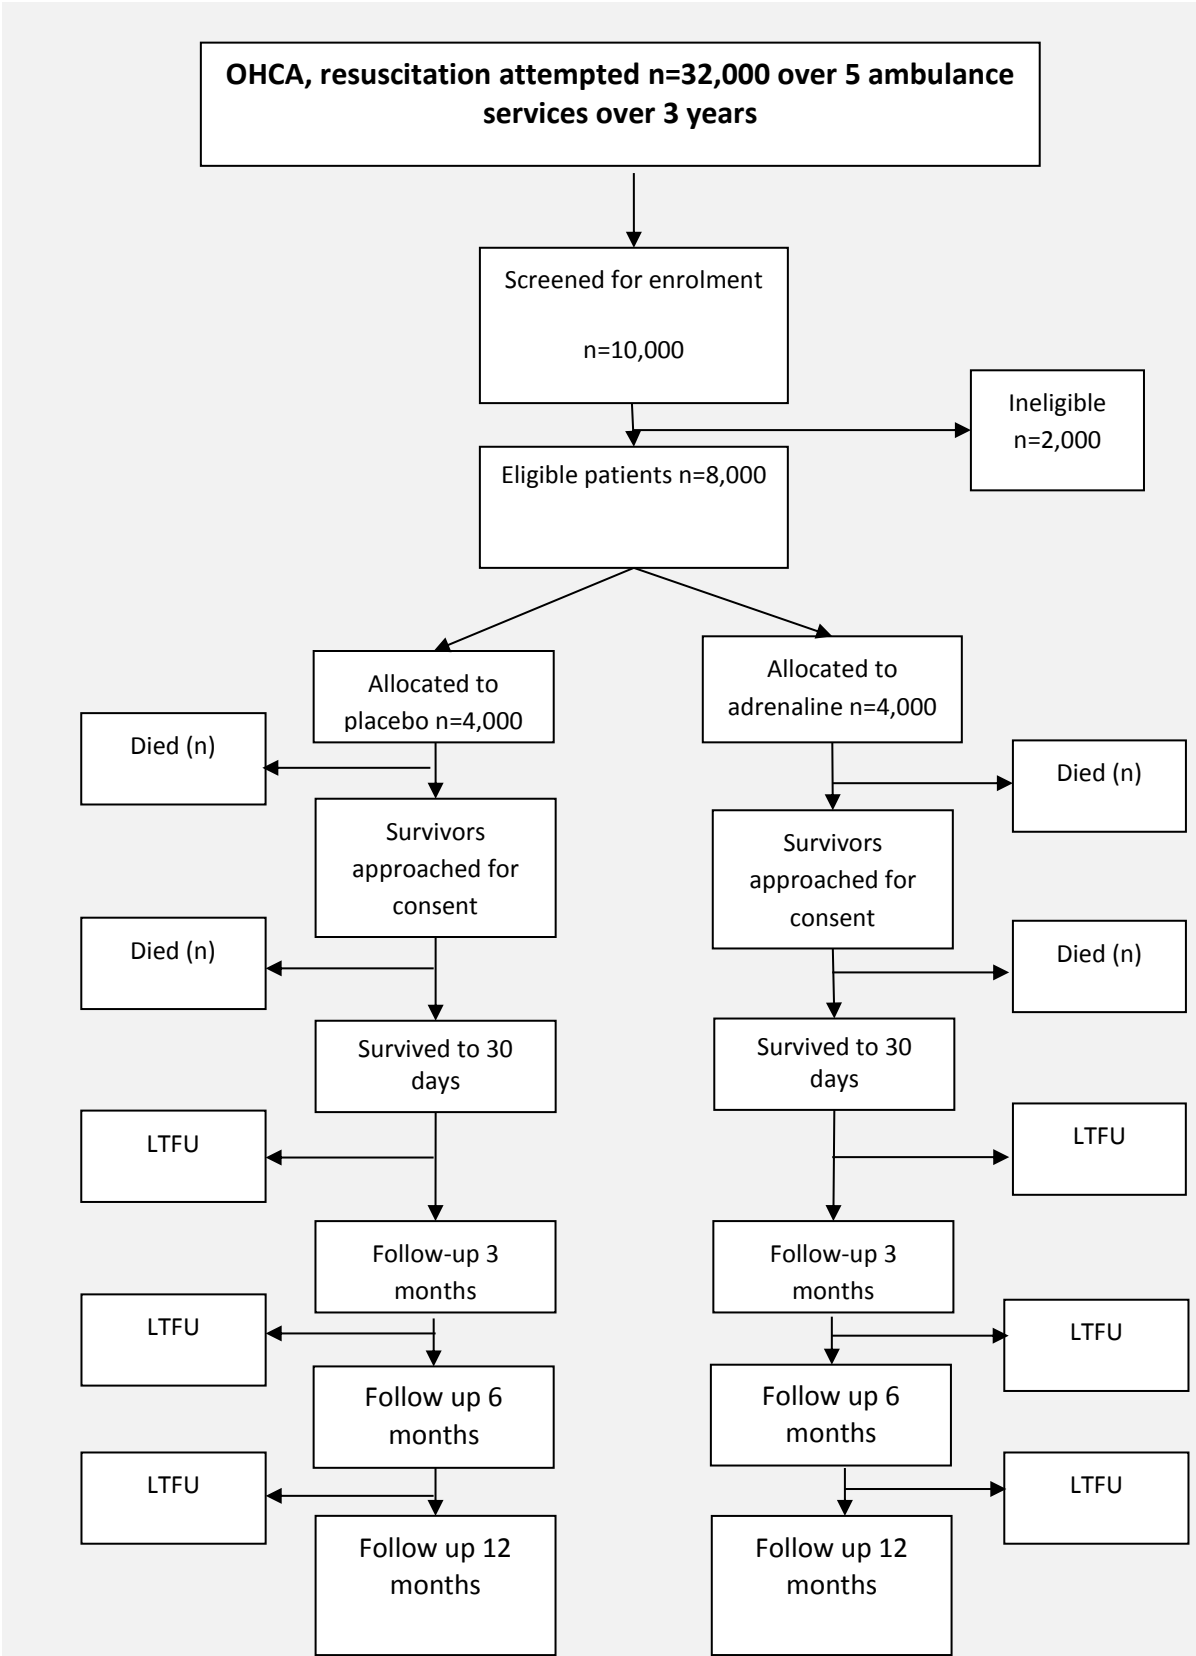 OHCA, resuscitation attempted n=32,000 over 5 ambulance
services over 3 years
Screened for enrolment
n=10,000
Ineligible
n=2,000
Eligible patients n=8,000
Allocated to
placebo n=4,000
Allocated to
adrenaline n=4,000
Died (n)
Died (n)
Survivors
approached for
consent
Survivors
approached for
consent
Died (n)
Died (n)
Survived to 30
days
Survived to 30
days
LTFU
LTFU
Follow-up 3
months
Follow-up 3
months
LTFU
LTFU
Follow up 6
months
Follow up 6
months
LTFU
LTFU
Follow up 12
months
Follow up 12
months